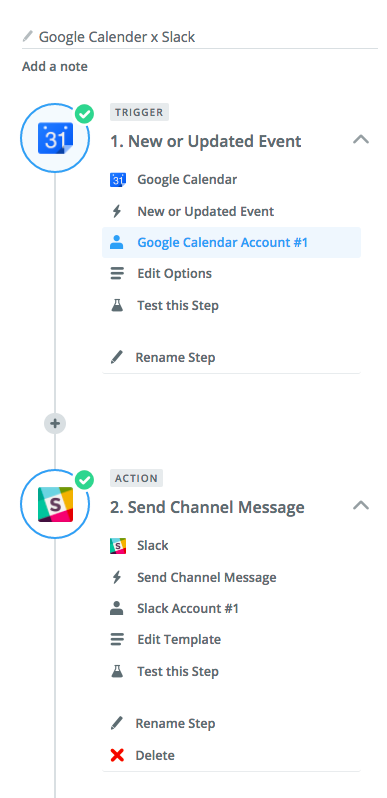 Google Calender x Slack
Add a note
TRIGGER
1. New or Updated Event
31
31
Google Calendar
New or Updated Event
Google Calendar Account #1
Edit Options
Test this Step
Rename Step
ACTION
2. Send Channel Message
S
S
Slack
Send Channel Message
Slack Account #1
Edit Template
Test this Step
Rename Step
Delete